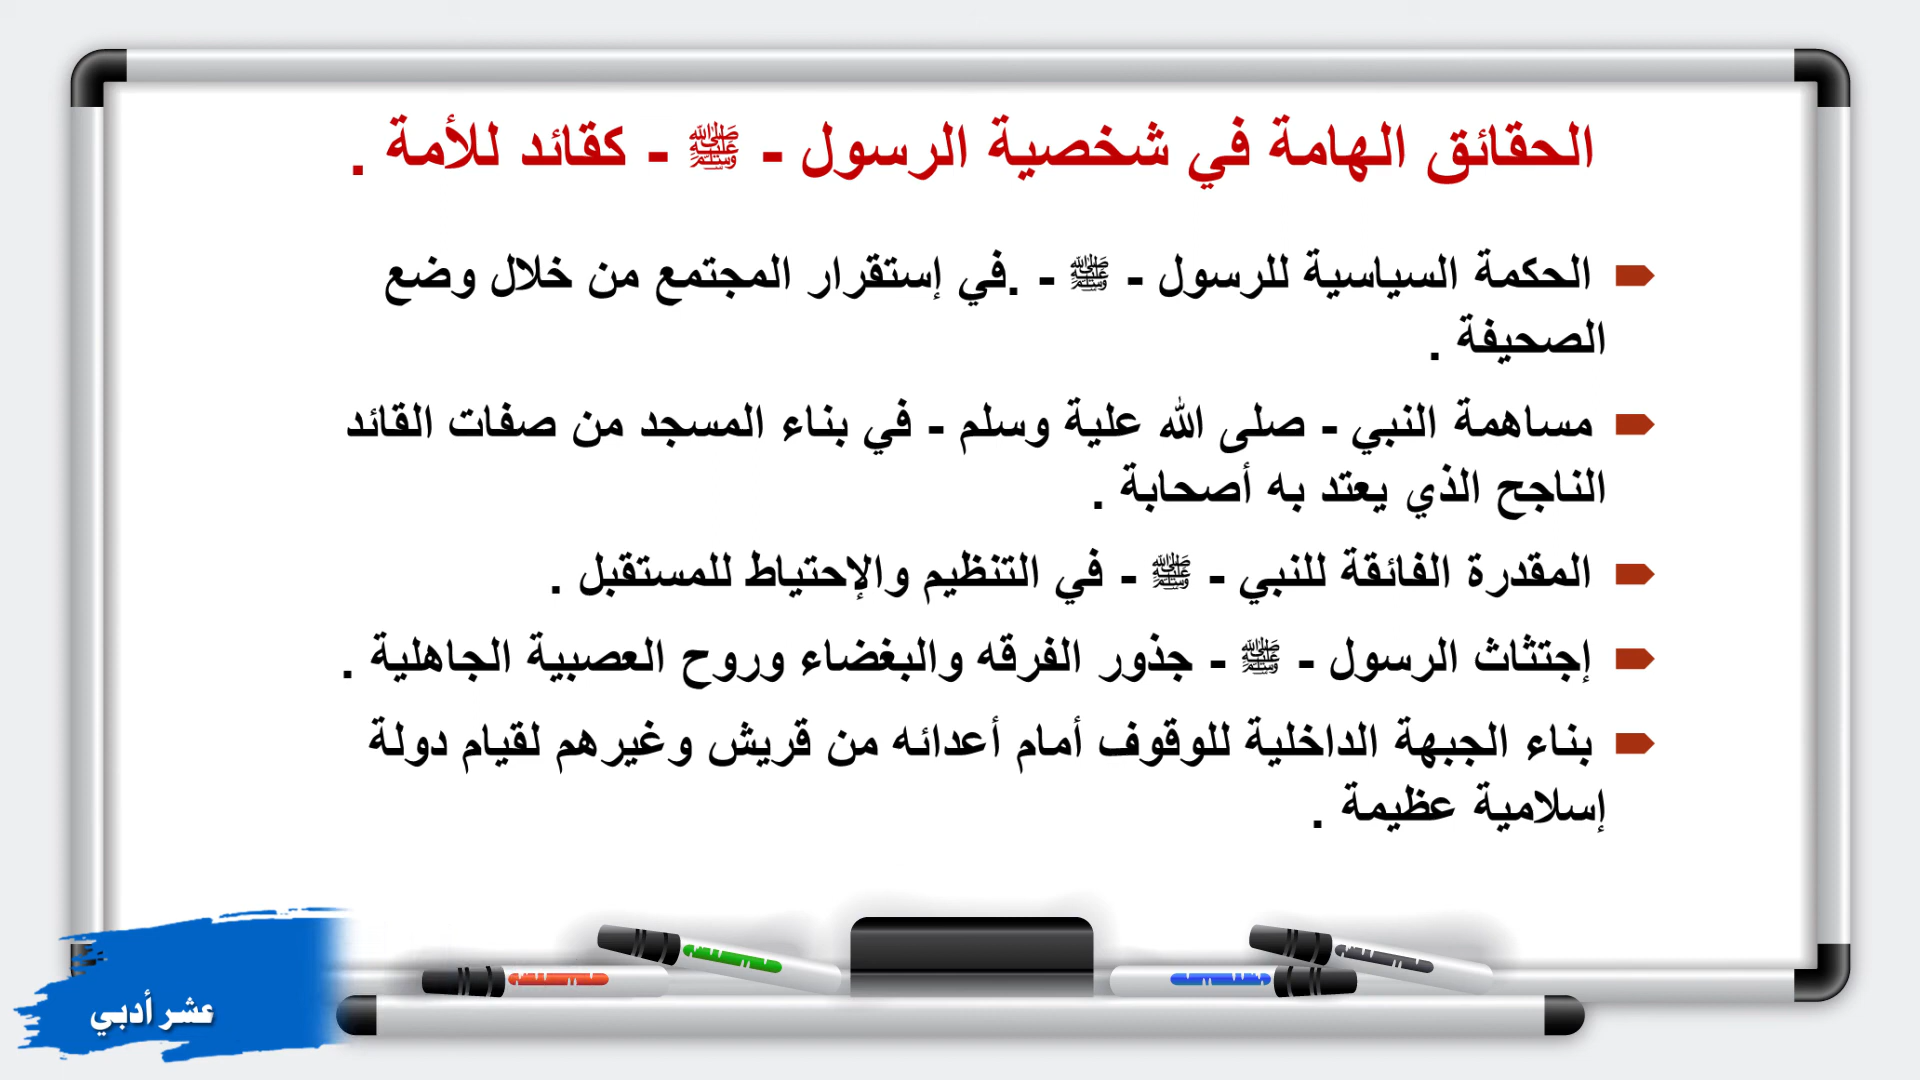 الحقائق الهامة في شخصية الرسول - ﷺ - كقائد للأمة .
الحكمة السياسية للرسول - ﷺ - .في إستقرار المجتمع من خلال وضع
الصحيفة .
مساهمة النبي - صلى الله علية وسلم - في بناء المسجد من صفات القائد
الناجح الذي يعتد به أصحابة .
المقدرة الفائقة للنبي - ﷺ - في التنظيم والإحتياط للمستقبل .
إجتثاث الرسول - ﷺ - جذور الفرقه والبغضاء وروح العصبية الجاهلية .
بناء الجبهة الداخلية للوقوف أمام أعدائه من قريش وغيرهم لقيام دولة
إسلامية عظيمة .
عشر أدبي